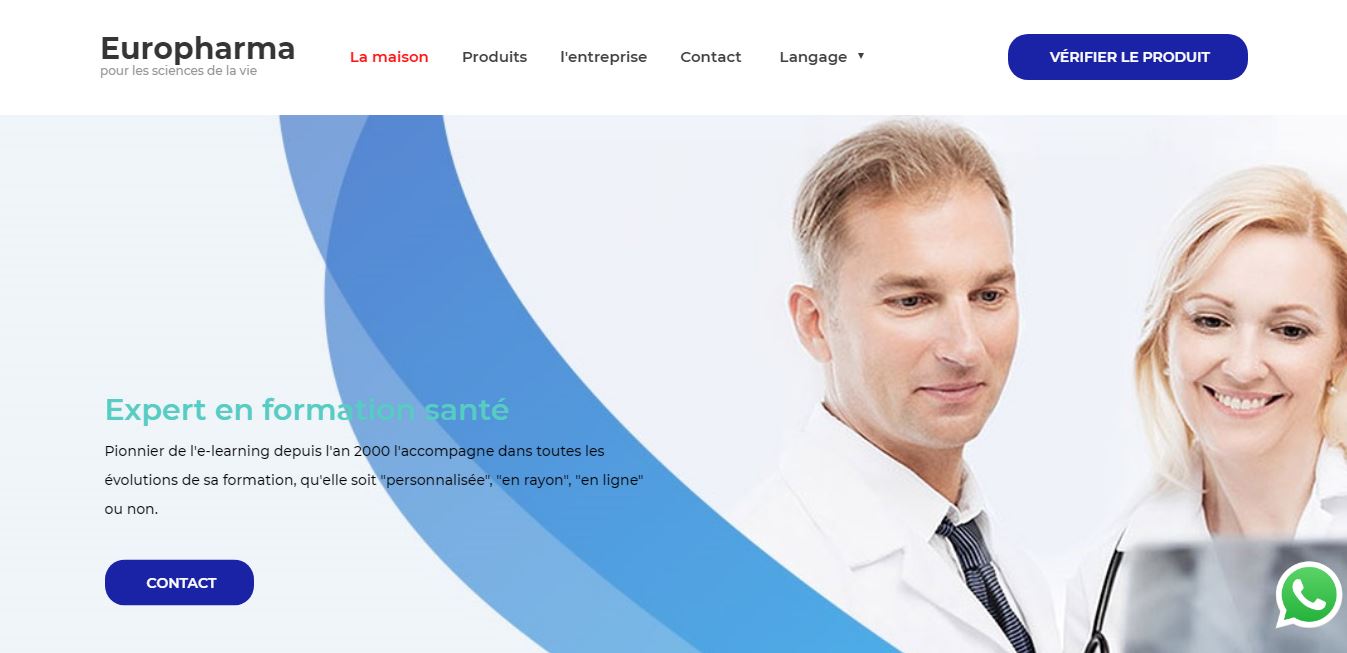 Europharma
pour les sciences de la vie
La maison
Produits
l'entreprise
Contact
Langage ▼
VÉRIFIER LE PRODUIT
Expert en formation santé
Pionnier de l'e-learning depuis l'an 2000 l'accompagne dans toutes les
évolutions de sa formation, qu'elle soit "personnalisée", "en rayon", "en ligne"
ou non.
CONTACT